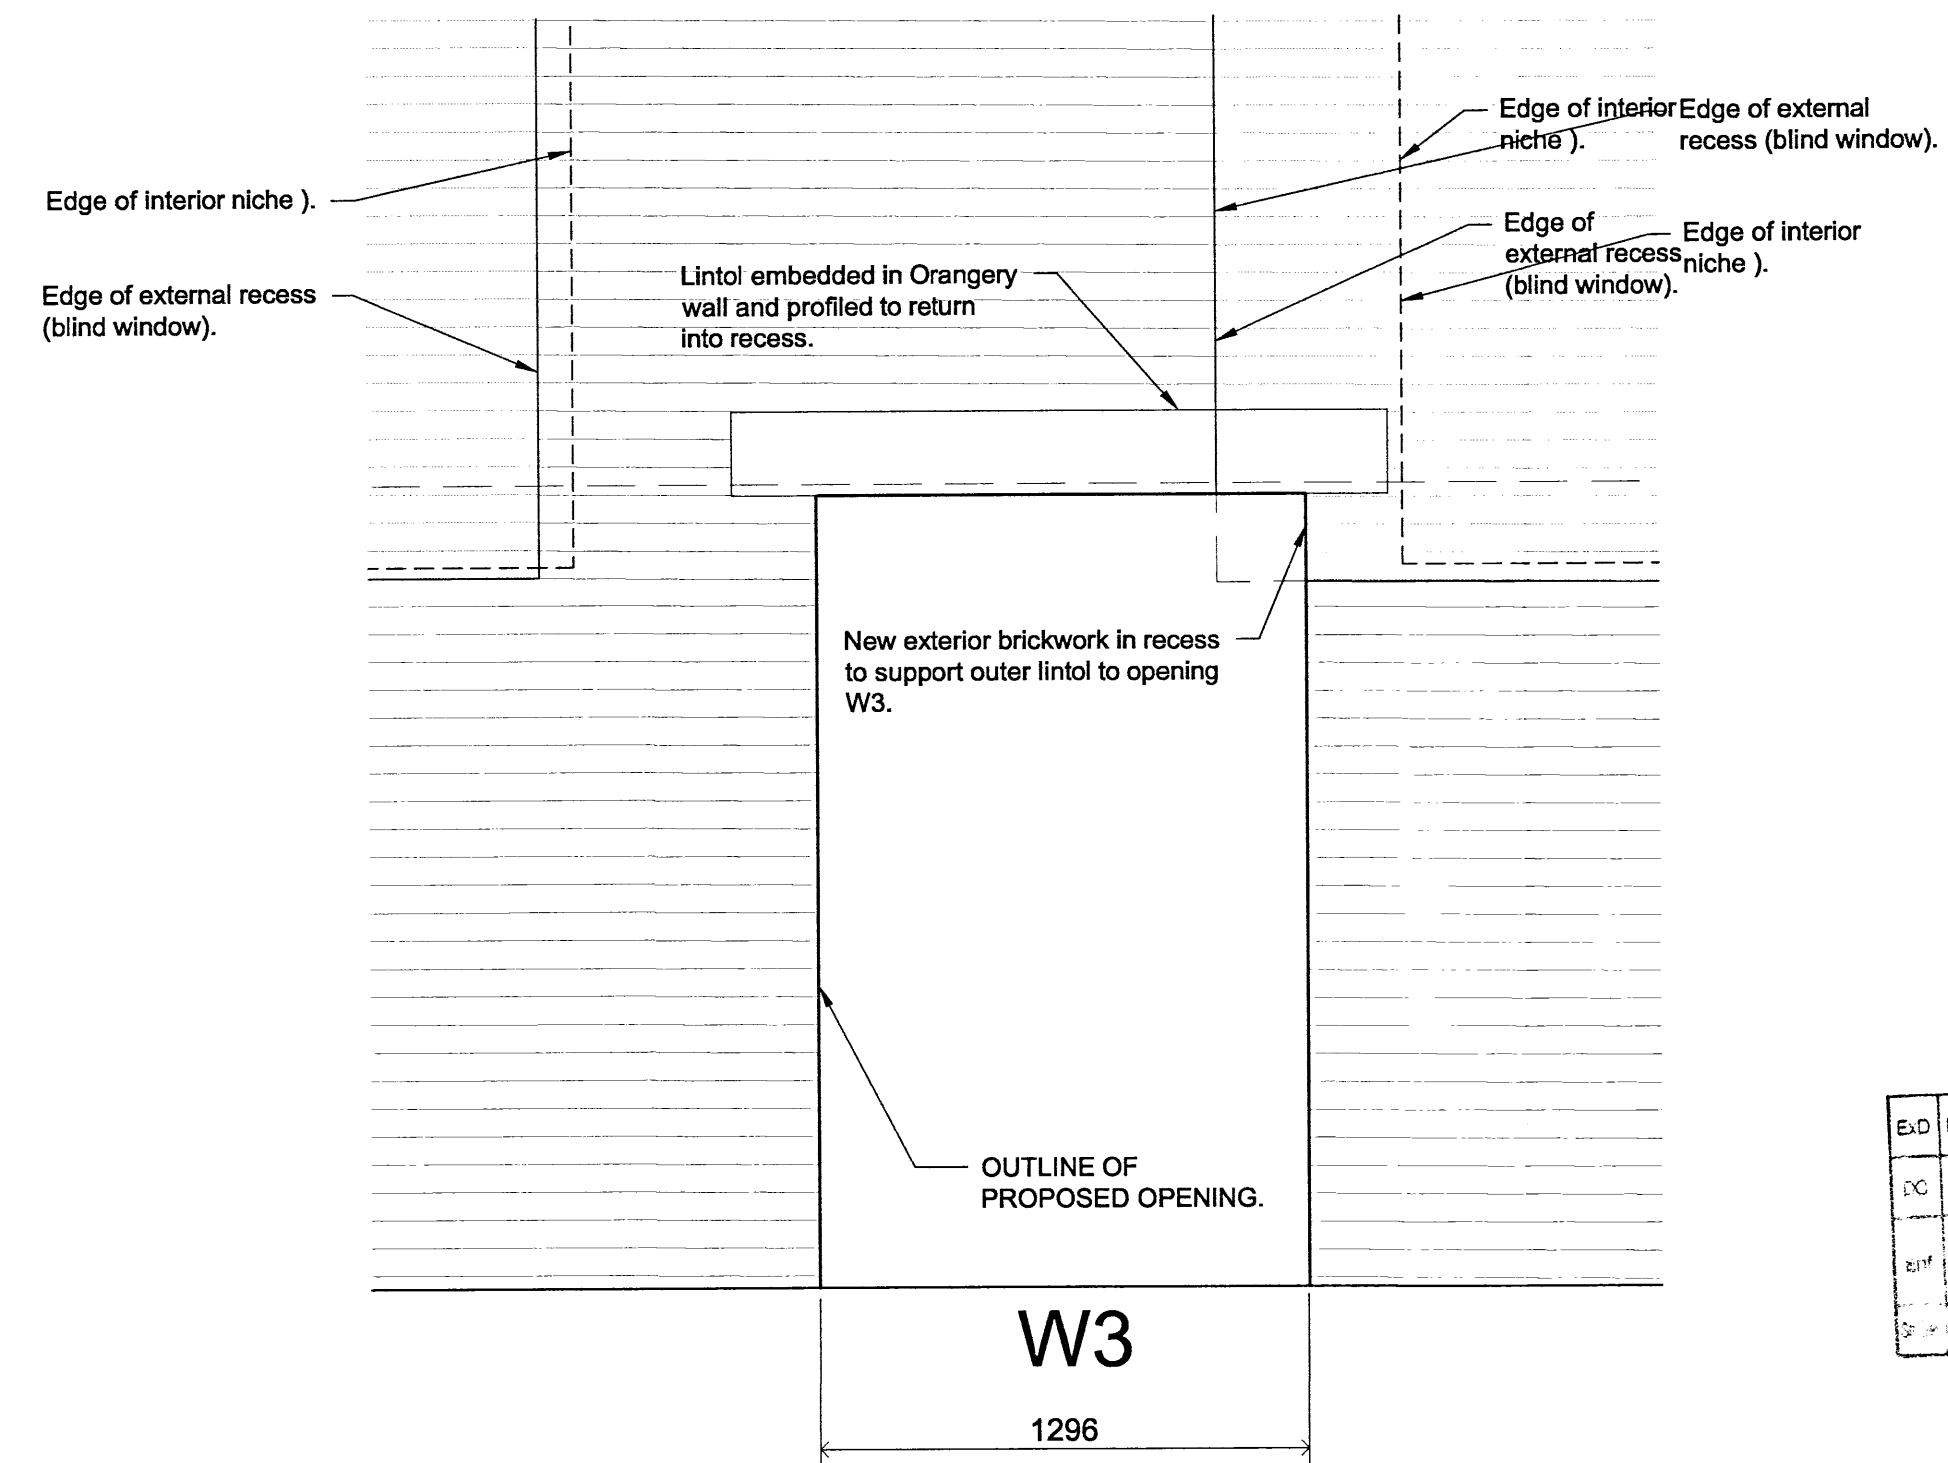 Edge of interior niche ).
Edge of external recess
(blind window).
Lintol embedded in Orangery
wall and profiled to return
into recess.
Edge of interior
niche ).
Edge of external
recess (blind window).
Edge of
external recess
(blind window).
Edge of interior
niche ).
New exterior brickwork in recess
to support outer lintol to opening
W3.
OUTLINE OF
PROPOSED OPENING.
W3
1296
ExD
DC